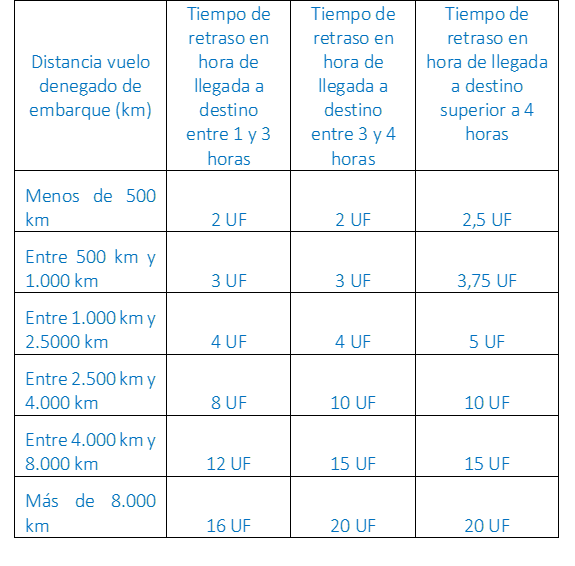 Distancia vuelo
denegado de
embarque (km)
Tiempo de
retraso en
hora de
llegada a
destino
entre 1 y 3
horas
Tiempo de
retraso en
hora de
llegada a
destino
entre 3 y 4
horas
Tiempo de
retraso en
hora de llegada
a destino
superior a 4
horas
Menos de 500
km
2 UF
2 UF
2,5 UF
Entre 500 km y
1.000 km
3 UF
3 UF
3,75 UF
Entre 1.000 km y
2.5000 km
4 UF
4 UF
5 UF
Entre 2.500 km y
4.000 km
8 UF
10 UF
10 UF
Entre 4.000 km y
8.000 km
12 UF
15 UF
15 UF
Más de 8.000
km
16 UF
20 UF
20 UF